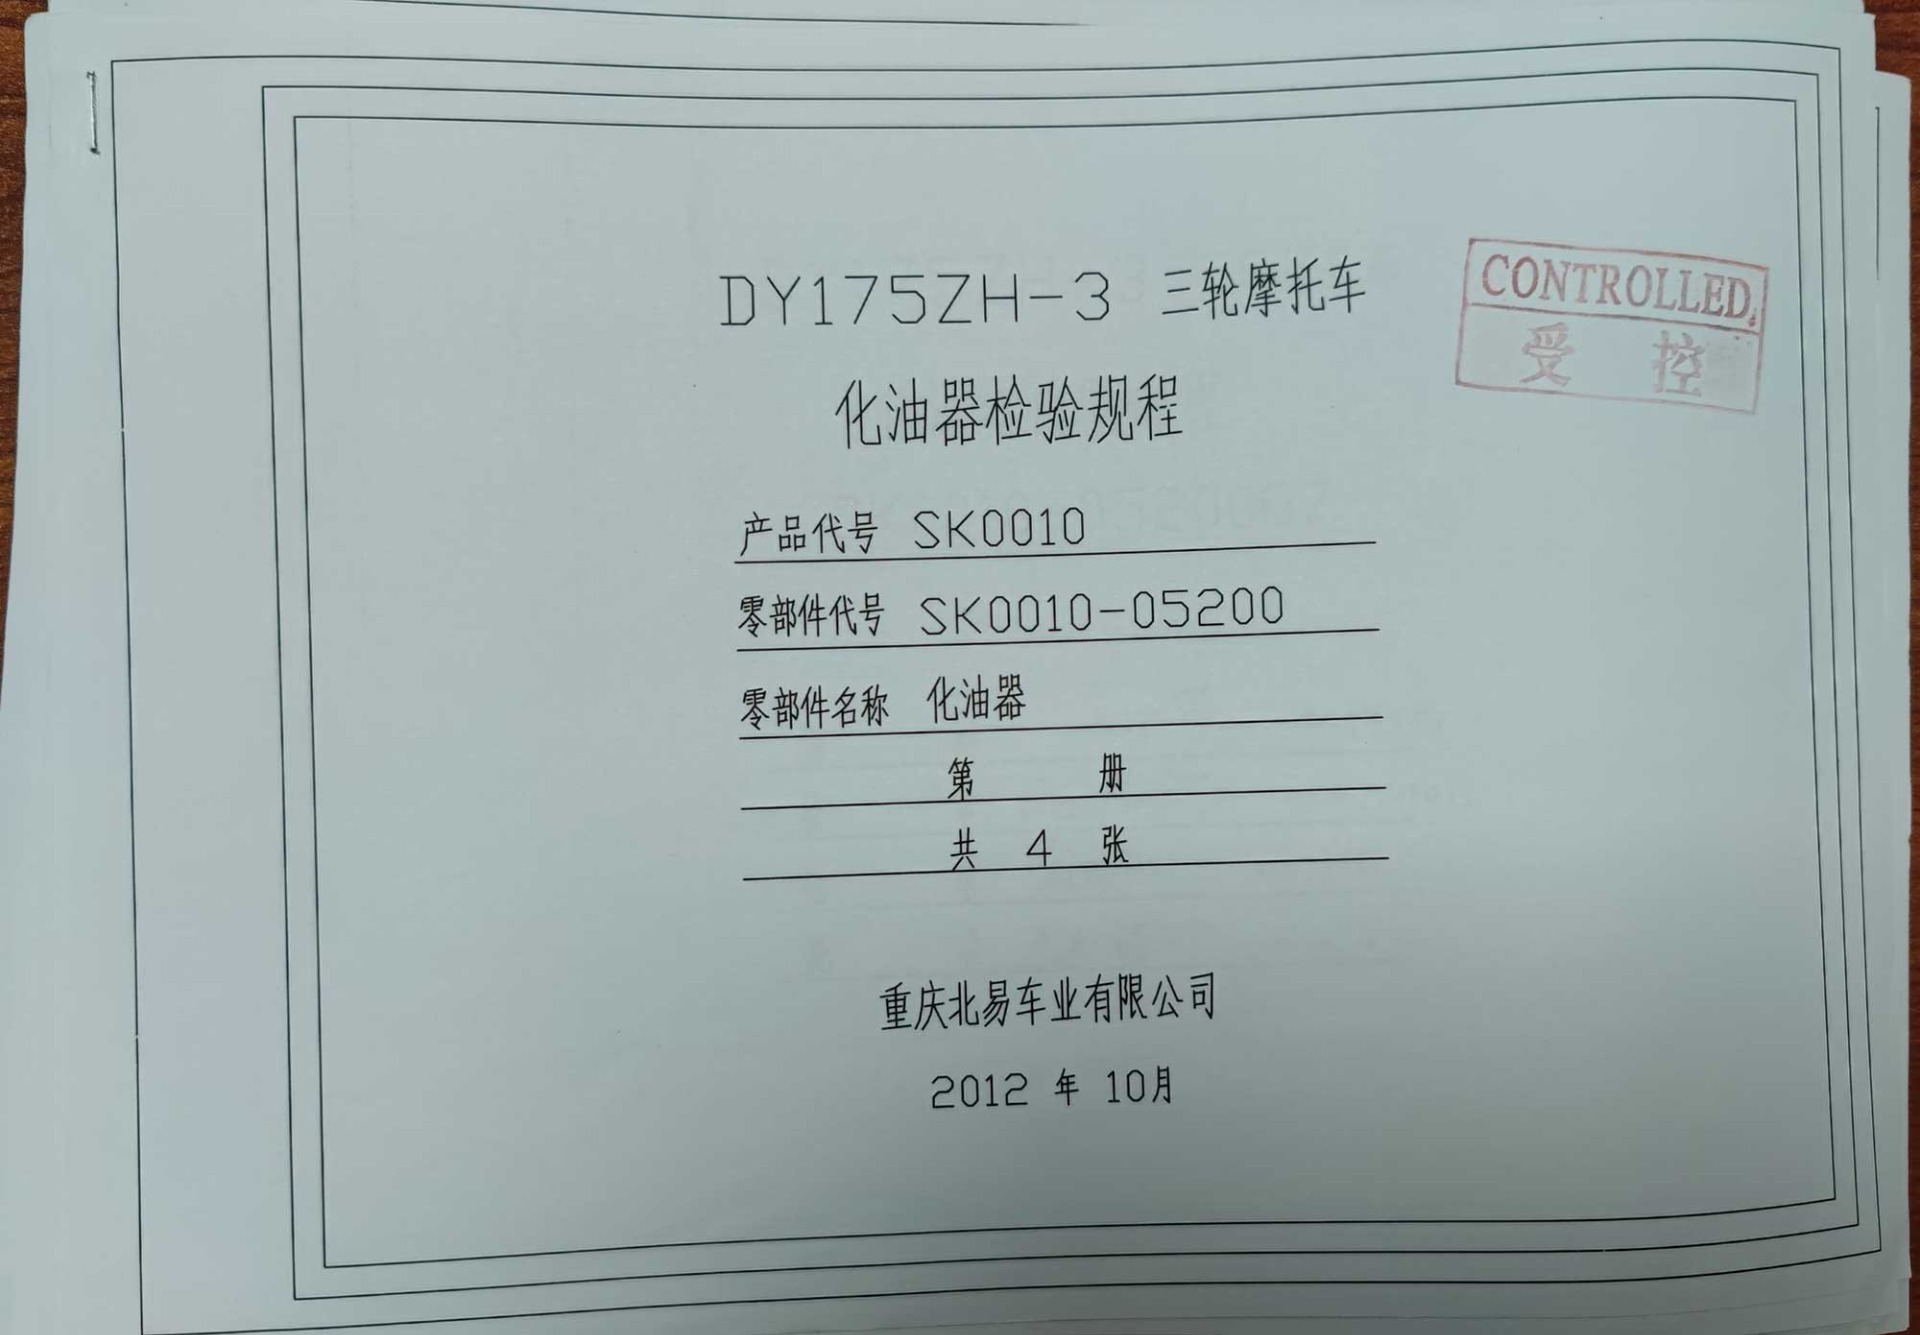 DY175ZH-3 三轮摩托车
CONTROLLED
受 控
化油器检验规程
产品代号 SK0010
零部件代号 SK0010-05200
零部件名称 化油器
第 册
共 4 张
重庆北易车业有限公司
2012 年 10月